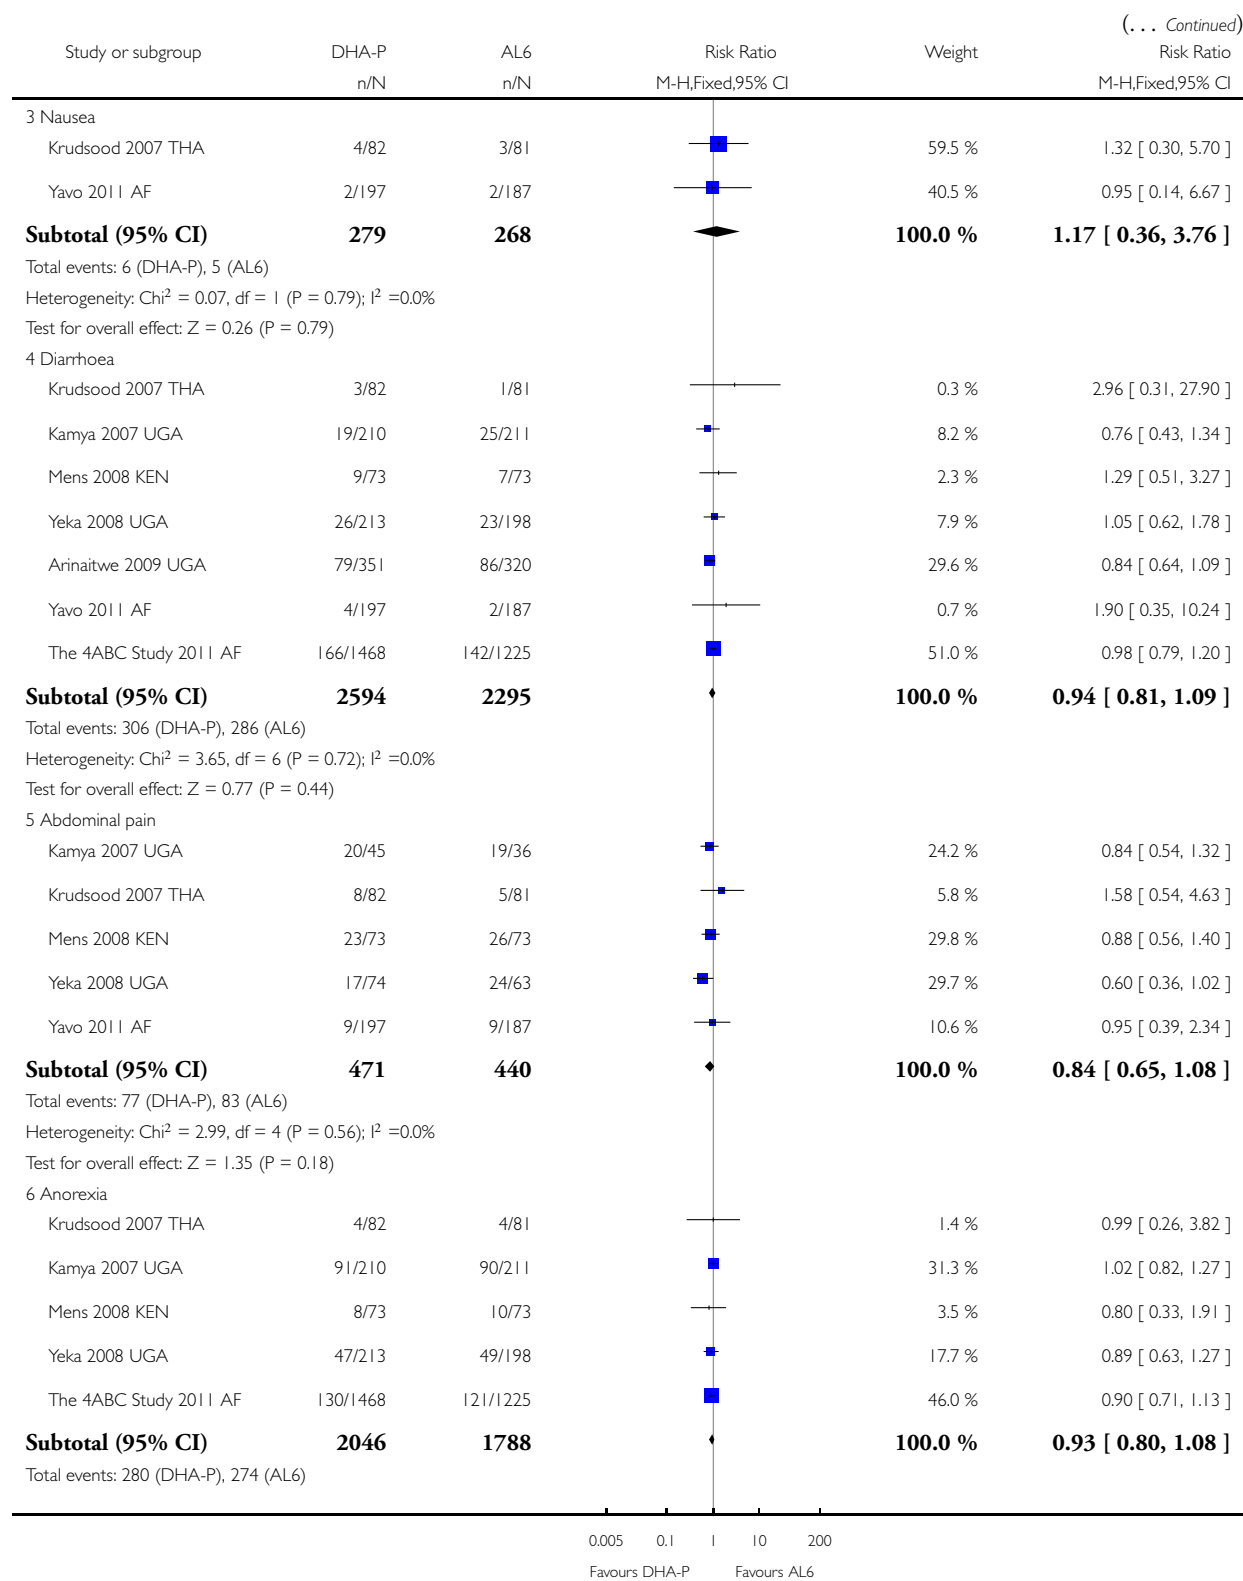 (... Continued)
Study or subgroup DHA-P AL6 Risk Ratio Weight Risk Ratio
n/N n/N M-H,Fixed,95% CI M-H,Fixed,95% CI
3 Nausea
Krudsood 2007 THA 4/82 3/81 59.5 % 1.32 [ 0.30, 5.70 ]
Yavo 2011 AF 2/197 2/187 40.5 % 0.95 [ 0.14, 6.67 ]
Subtotal (95% CI) 279 268 100.0 % 1.17 [ 0.36, 3.76 ]
Total events: 6 (DHA-P), 5 (AL6)
Heterogeneity: Chi² = 0.07, df = 1 (P = 0.79); I² =0.0%
Test for overall effect: Z = 0.26 (P = 0.79)
4 Diarrhoea
Krudsood 2007 THA 3/82 1/81 0.3 % 2.96 [ 0.31, 27.90 ]
Kamya 2007 UGA 19/210 25/211 8.2 % 0.76 [ 0.43, 1.34 ]
Mens 2008 KEN 9/73 7/73 2.3 % 1.29 [ 0.51, 3.27 ]
Yeka 2008 UGA 26/213 23/198 7.9 % 1.05 [ 0.62, 1.78 ]
Arinaitwe 2009 UGA 79/351 86/320 29.6 % 0.84 [ 0.64, 1.09 ]
Yavo 2011 AF 4/197 2/187 0.7 % 1.90 [ 0.35, 10.24 ]
The 4ABC Study 2011 AF 166/1468 142/1225 51.0 % 0.98 [ 0.79, 1.20 ]
Subtotal (95% CI) 2594 2295 100.0 % 0.94 [ 0.81, 1.09 ]
Total events: 306 (DHA-P), 286 (AL6)
Heterogeneity: Chi² = 3.65, df = 6 (P = 0.72); I² =0.0%
Test for overall effect: Z = 0.77 (P = 0.44)
5 Abdominal pain
Kamya 2007 UGA 20/45 19/36 24.2 % 0.84 [ 0.54, 1.32 ]
Krudsood 2007 THA 8/82 5/81 5.8 % 1.58 [ 0.54, 4.63 ]
Mens 2008 KEN 23/73 26/73 29.8 % 0.88 [ 0.56, 1.40 ]
Yeka 2008 UGA 17/74 24/63 29.7 % 0.60 [ 0.36, 1.02 ]
Yavo 2011 AF 9/197 9/187 10.6 % 0.95 [ 0.39, 2.34 ]
Subtotal (95% CI) 471 440 100.0 % 0.84 [ 0.65, 1.08 ]
Total events: 77 (DHA-P), 83 (AL6)
Heterogeneity: Chi² = 2.99, df = 4 (P = 0.56); I² =0.0%
Test for overall effect: Z = 1.35 (P = 0.18)
6 Anorexia
Krudsood 2007 THA 4/82 4/81 1.4 % 0.99 [ 0.26, 3.82 ]
Kamya 2007 UGA 91/210 90/211 31.3 % 1.02 [ 0.82, 1.27 ]
Mens 2008 KEN 8/73 10/73 3.5 % 0.80 [ 0.33, 1.91 ]
Yeka 2008 UGA 47/213 49/198 17.7 % 0.89 [ 0.63, 1.27 ]
The 4ABC Study 2011 AF 130/1468 121/1225 46.0 % 0.90 [ 0.71, 1.13 ]
Subtotal (95% CI) 2046 1788 100.0 % 0.93 [ 0.80, 1.08 ]
Total events: 280 (DHA-P), 274 (AL6)
0.005 0.1 1 10 200
Favours DHA-P Favours AL6